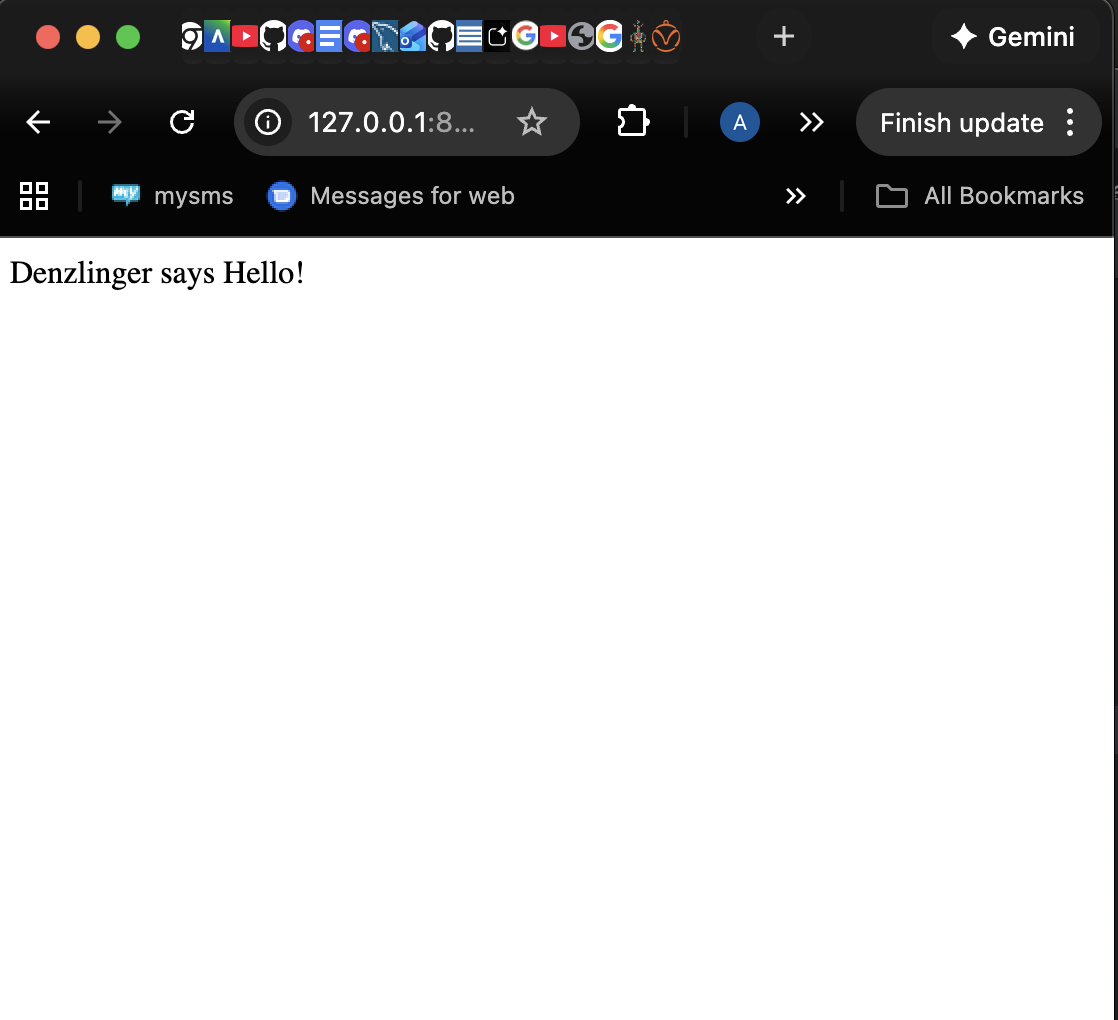 Gemini
127.0.0.1:8...
A
Finish update
mysms
Messages for web
All Bookmarks
Denzlinger says Hello!